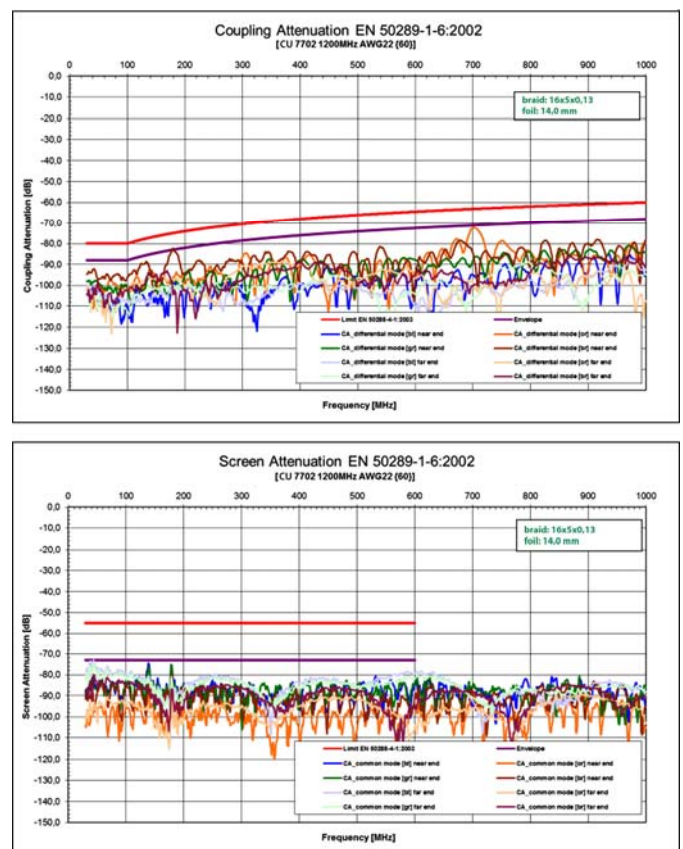 Coupling Attenuation EN 50289-1-6:2002
[CU 7702 1200MHz AWG22 (60)]
0 100 200 300 400 500 600 700 800 900 1000
0,0
-10,0
-20,0
-30,0
-40,0
-50,0
-60,0
-70,0
-80,0
-90,0
-100,0
-110,0
-120,0
-130,0
-140,0
-150,0
Coupling Attenuation [dB]
braid: 16x5x0,13
foil: 14,0 mm
Limit EN 50288-4-1:2003 Envelope
CA_differential mode [bl] near end CA_differential mode [or] near end
CA_differential mode [gr] near end CA_differential mode [br] near end
CA_differential mode [bl] far end CA_differential mode [or] far end
CA_differential mode [gr] far end CA_differential mode [br] far end
Frequency [MHz]
Screen Attenuation EN 50289-1-6:2002
[CU 7702 1200MHz AWG22 (60)]
0 100 200 300 400 500 600 700 800 900 1000
0,0
-10,0
-20,0
-30,0
-40,0
-50,0
-60,0
-70,0
-80,0
-90,0
-100,0
-110,0
-120,0
-130,0
-140,0
-150,0
Screen Attenuation [dB]
braid: 16x5x0,13
foil: 14,0 mm
Limit EN 50288-4-1:2003 Envelope
CA_common mode [bl] near end CA_common mode [or] near end
CA_common mode [gr] near end CA_common mode [br] near end
CA_common mode [bl] far end CA_common mode [or] far end
CA_common mode [gr] far end CA_common mode [br] far end
Frequency [MHz]